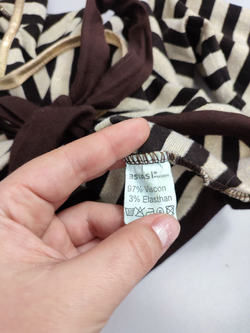 97% Vacon
3% Elasthan